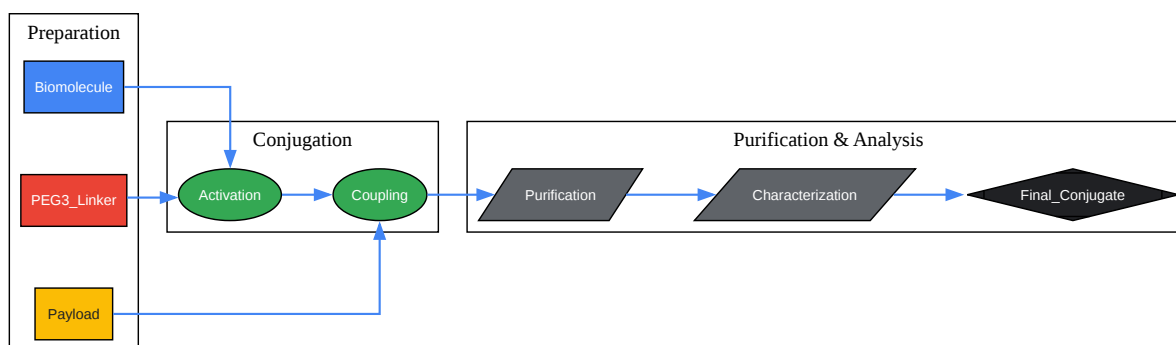 Preparation
Biomolecule
PEG3_Linker
Payload
Conjugation
Activation
Coupling
Purification & Analysis
Purification
Characterization
Final_Conjugate